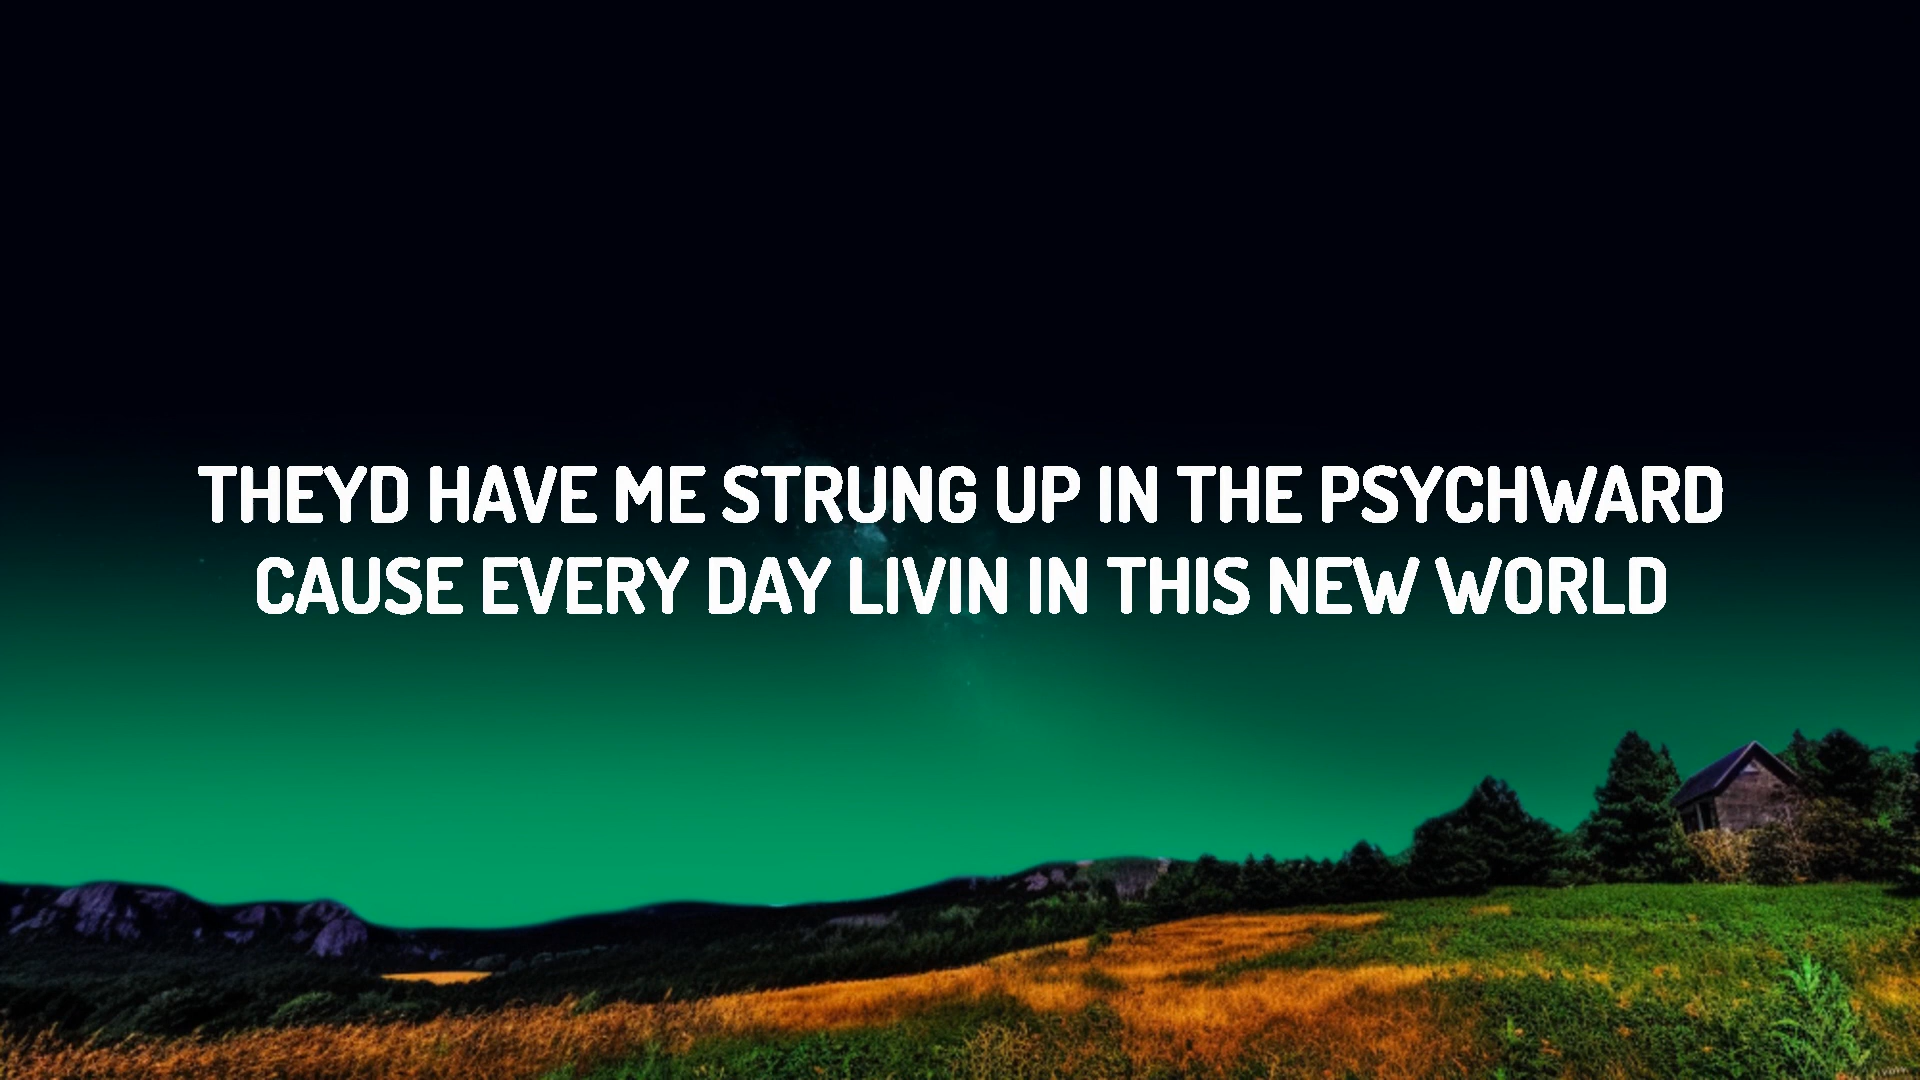 THEYD HAVE ME STRUNG UP IN THE PSYCHWARD
CAUSE EVERY DAY LIVIN IN THIS NEW WORLD